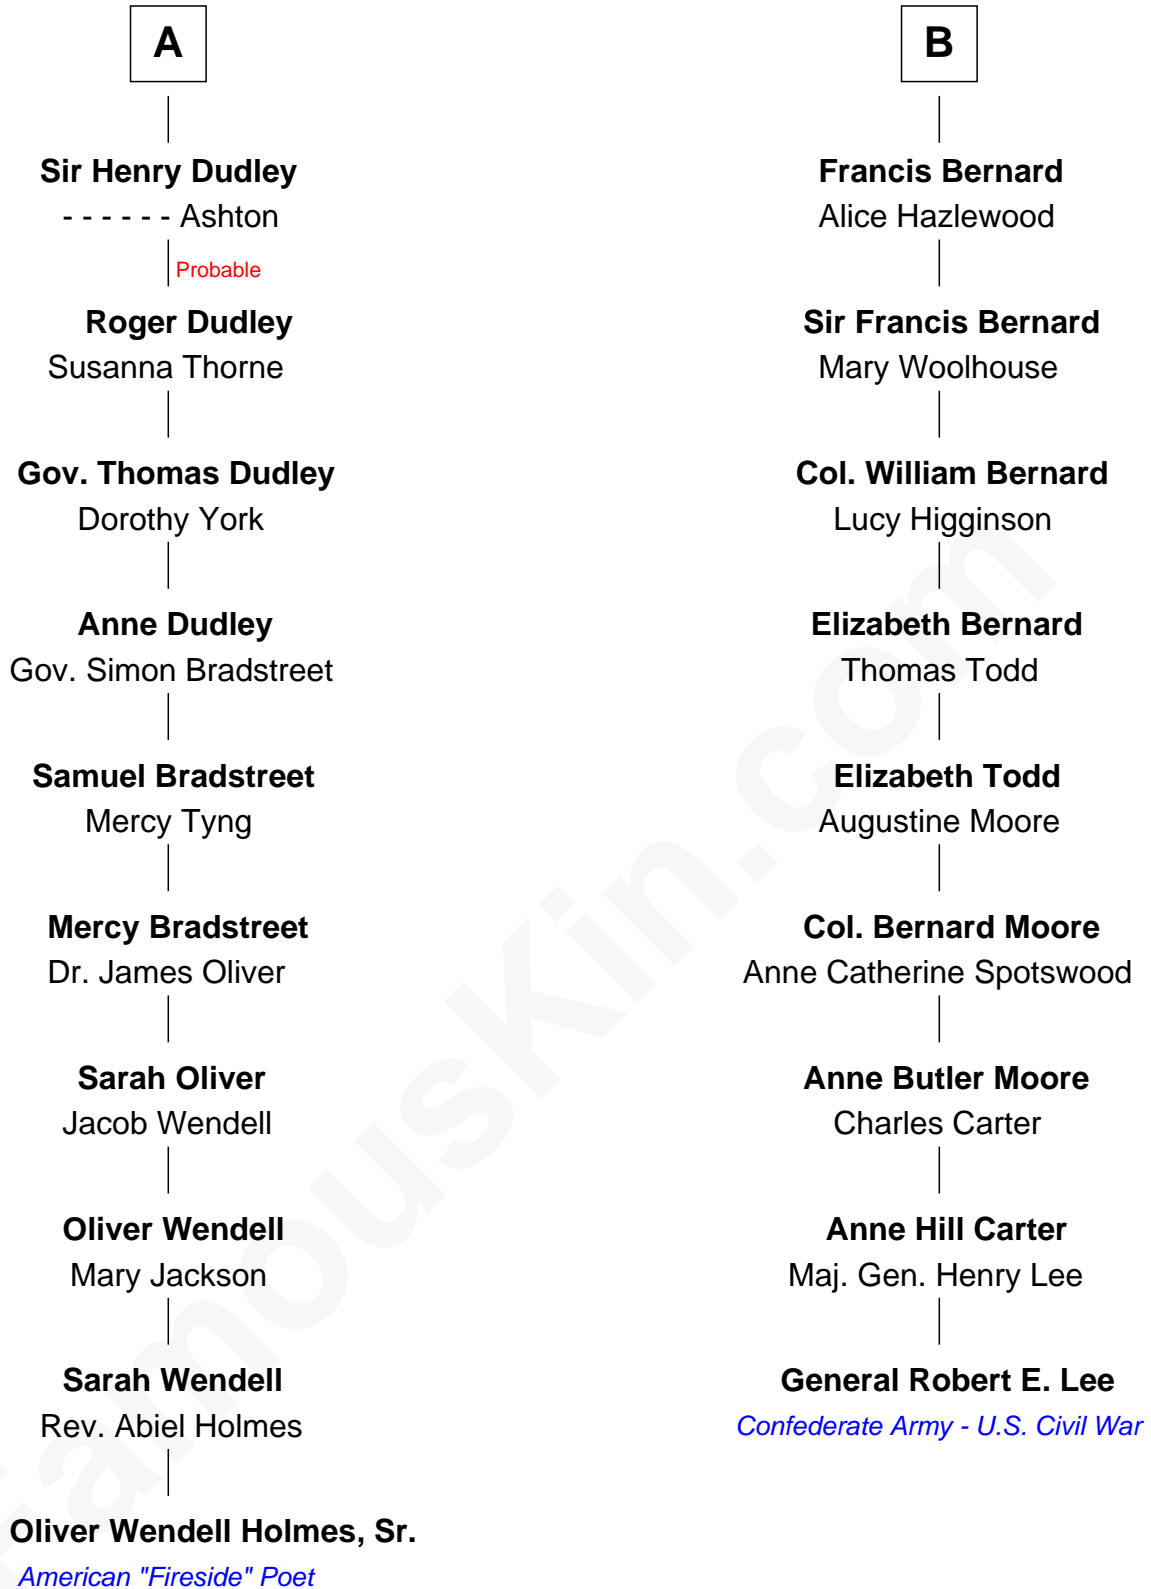 A
Sir Henry Dudley
- - - - - - Ashton
Probable
Roger Dudley
Susanna Thorne
Gov. Thomas Dudley
Dorothy York
Anne Dudley
Gov. Simon Bradstreet
Samuel Bradstreet
Mercy Tyng
Mercy Bradstreet
Dr. James Oliver
Sarah Oliver
Jacob Wendell
Oliver Wendell
Mary Jackson
Sarah Wendell
Rev. Abiel Holmes
Oliver Wendell Holmes, Sr.
American "Fireside" Poet
B
Francis Bernard
Alice Hazlewood
Sir Francis Bernard
Mary Woolhouse
Col. William Bernard
Lucy Higginson
Elizabeth Bernard
Thomas Todd
Elizabeth Todd
Augustine Moore
Col. Bernard Moore
Anne Catherine Spotswood
Anne Butler Moore
Charles Carter
Anne Hill Carter
Maj. Gen. Henry Lee
General Robert E. Lee
Confederate Army - U.S. Civil War
FamousKin.com